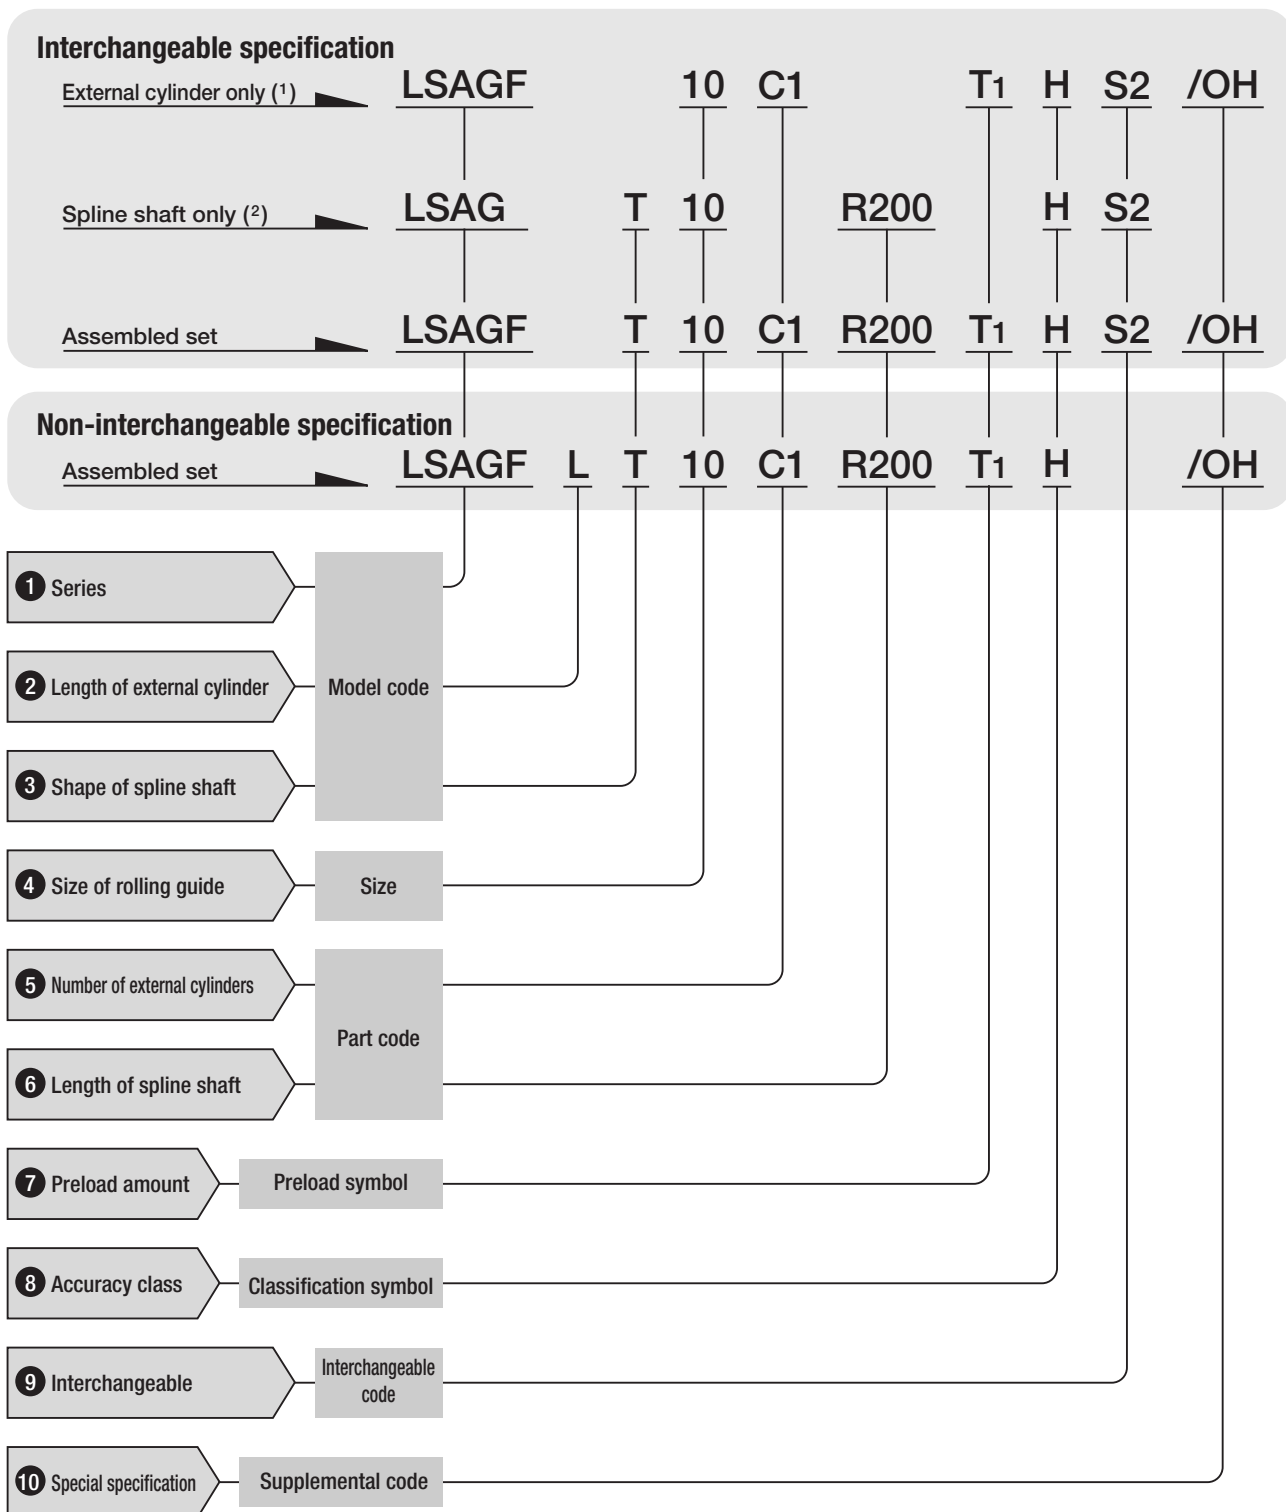 Interchangeable specification
External cylinder only (1) LSAGF 10 C1 T1 H S2 /OH
Spline shaft only (2) LSAG T 10 R200 H S2
Assembled set LSAGF T 10 C1 R200 T1 H S2 /OH
Non-interchangeable specification
Assembled set LSAGF L T 10 C1 R200 T1 H /OH
1 Series
2 Length of external cylinder Model code
3 Shape of spline shaft
4 Size of rolling guide Size
5 Number of external cylinders
Part code
6 Length of spline shaft
7 Preload amount Preload symbol
8 Accuracy class Classification symbol
9 Interchangeable Interchangeable
code
10 Special specification Supplemental code